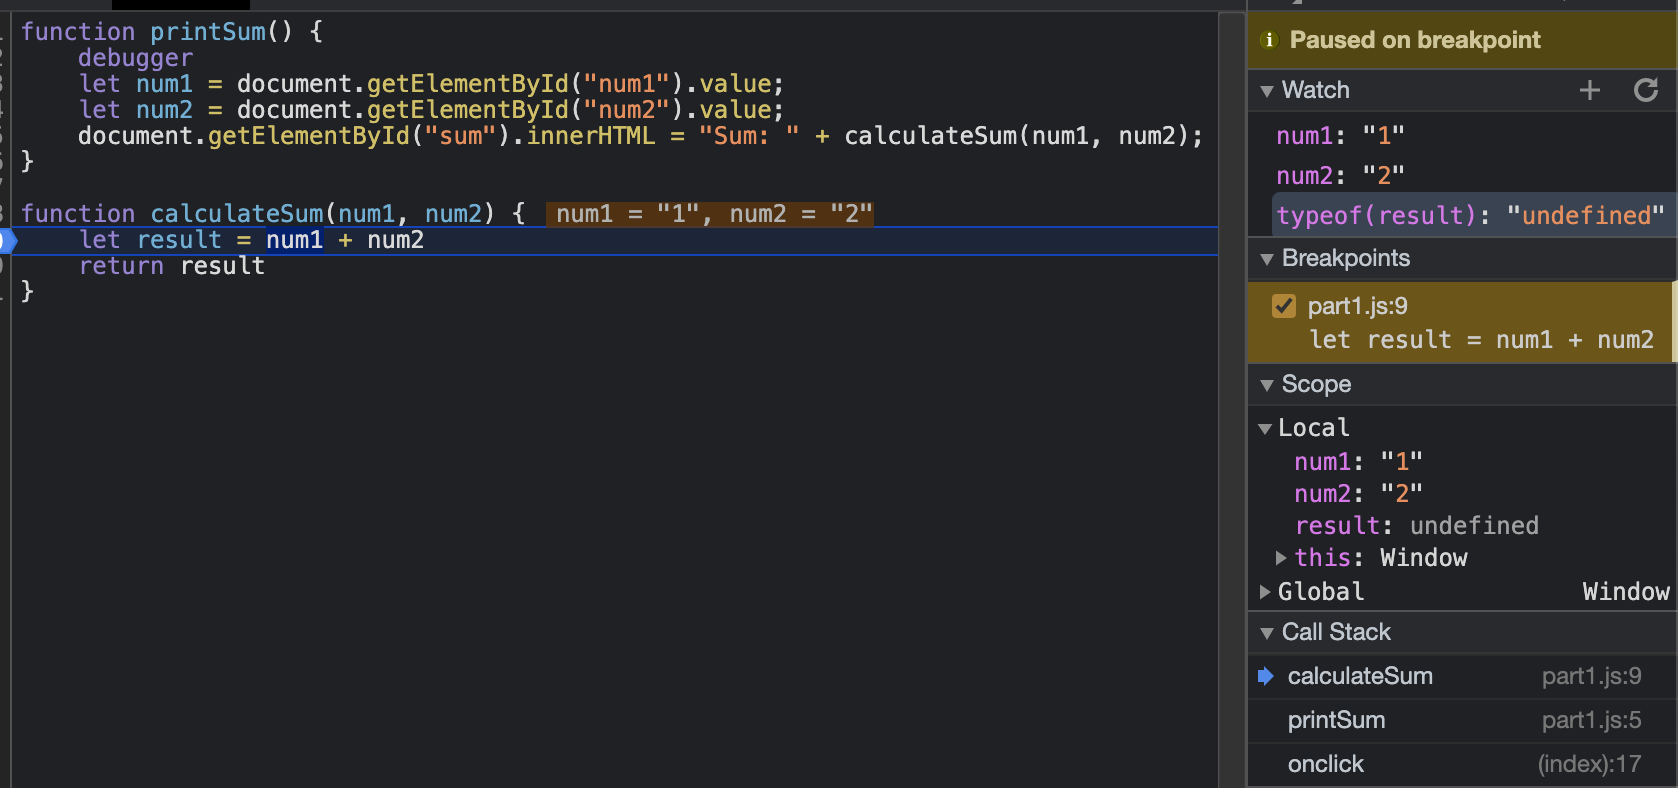 function printSum() {
debugger
let num1 = document.getElementById("num1").value;
let num2 = document.getElementById("num2").value;
document.getElementById("sum").innerHTML = "Sum: " + calculateSum(num1, num2);
}
function calculateSum(num1, num2) { num1 = "1", num2 = "2"
let result = num1 + num2
return result
}
Paused on breakpoint
Watch
num1: "1"
num2: "2"
typeof(result): "undefined"
Breakpoints
part1.js:9
let result = num1 + num2
Scope
Local
num1: "1"
num2: "2"
result: undefined
this: Window
Global Window
Call Stack
calculateSum part1.js:9
printSum part1.js:5
onclick (index):17